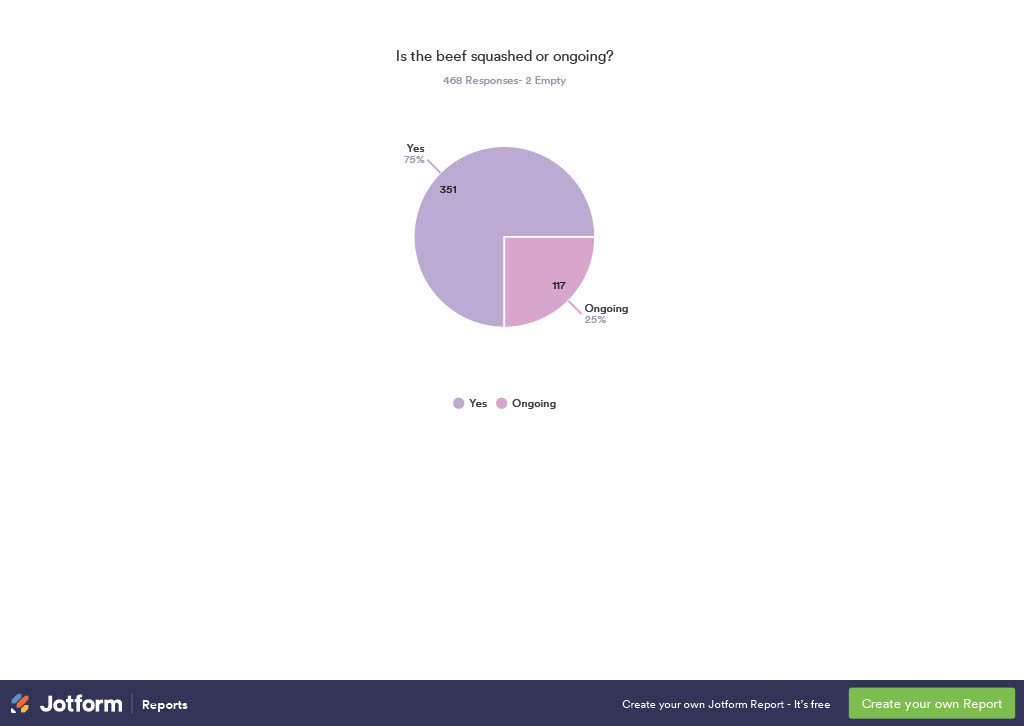 Is the beef squashed or ongoing?
468 Responses- 2 Empty
Yes
75%
351
117
Ongoing
25%
Yes Ongoing
Jotform Reports
Create your own Jotform Report - It's free
Create your own Report